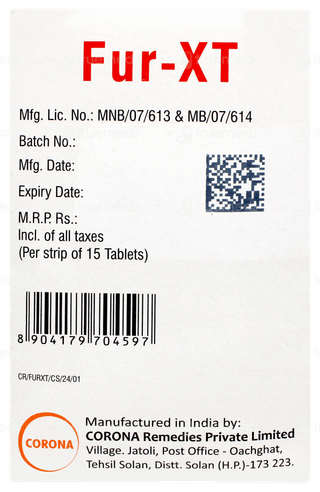 Fur-XT
Mfg. Lic. No.: MNB/07/613 & MB/07/614
Batch No.:
Mfg. Date:
Expiry Date:
M.R.P. Rs.:
Incl. of all taxes
(Per strip of 15 Tablets)
8 904179 704597
CR/FURXT/CS/24/01
CORONA
Manufactured in India by:
CORONA Remedies Private Limited
Village. Jatoli, Post Office - Oachghat,
Tehsil Solan, Distt. Solan (H.P.)-173 223.